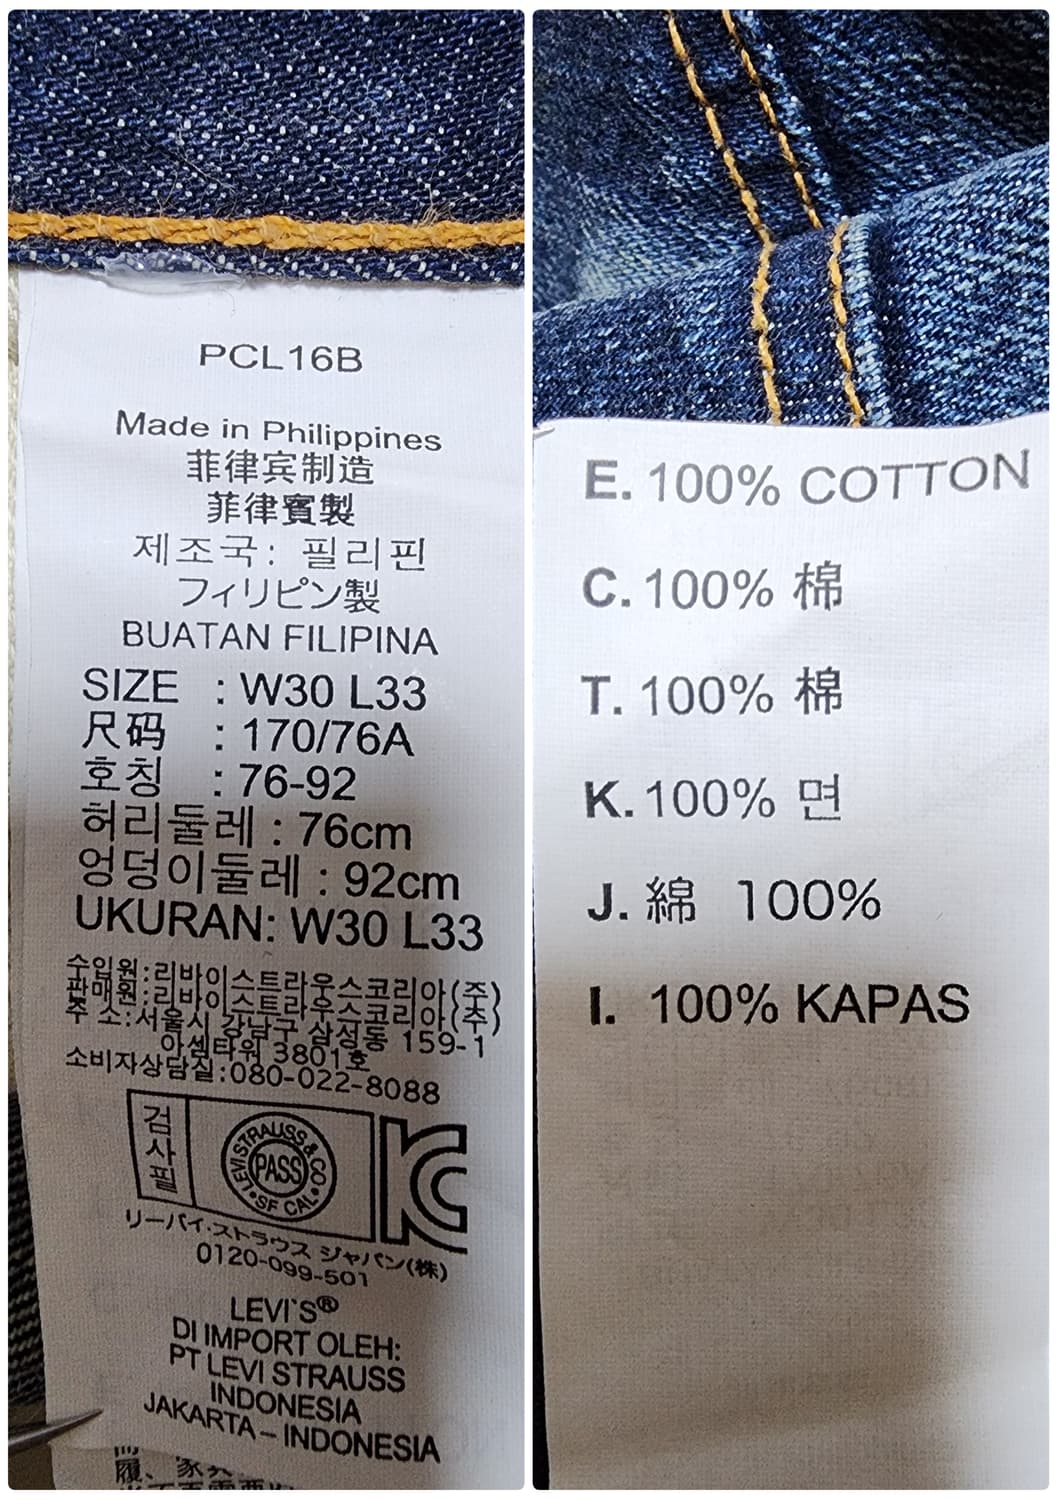 PCL16B
Made in Philippines
菲律宾制造
菲律賓製
제조국: 필리핀
フィリピン製
BUATAN FILIPINA
SIZE : W30 L33
尺码 : 170/76A
호칭 : 76-92
허리둘레 : 76cm
엉덩이둘레 : 92cm
UKURAN: W30 L33
수입원:리바이스트라우스코리아(주)
판매원:리바이스트라우스코리아(주)
주 소:서울시 강남구 삼성동 159-1
아셈타워 3801호
소비자상담실:080-022-8088
검사필
LEVI STRAUSS & CO
PASS
SF CAL
リーバイ・ストラウス ジャパン(株)
0120-099-501
LEVI'S®
DI IMPORT OLEH:
PT LEVI STRAUSS
INDONESIA
JAKARTA – INDONESIA
E. 100% COTTON
C. 100% 棉
T. 100% 棉
K. 100% 면
J. 綿 100%
I. 100% KAPAS